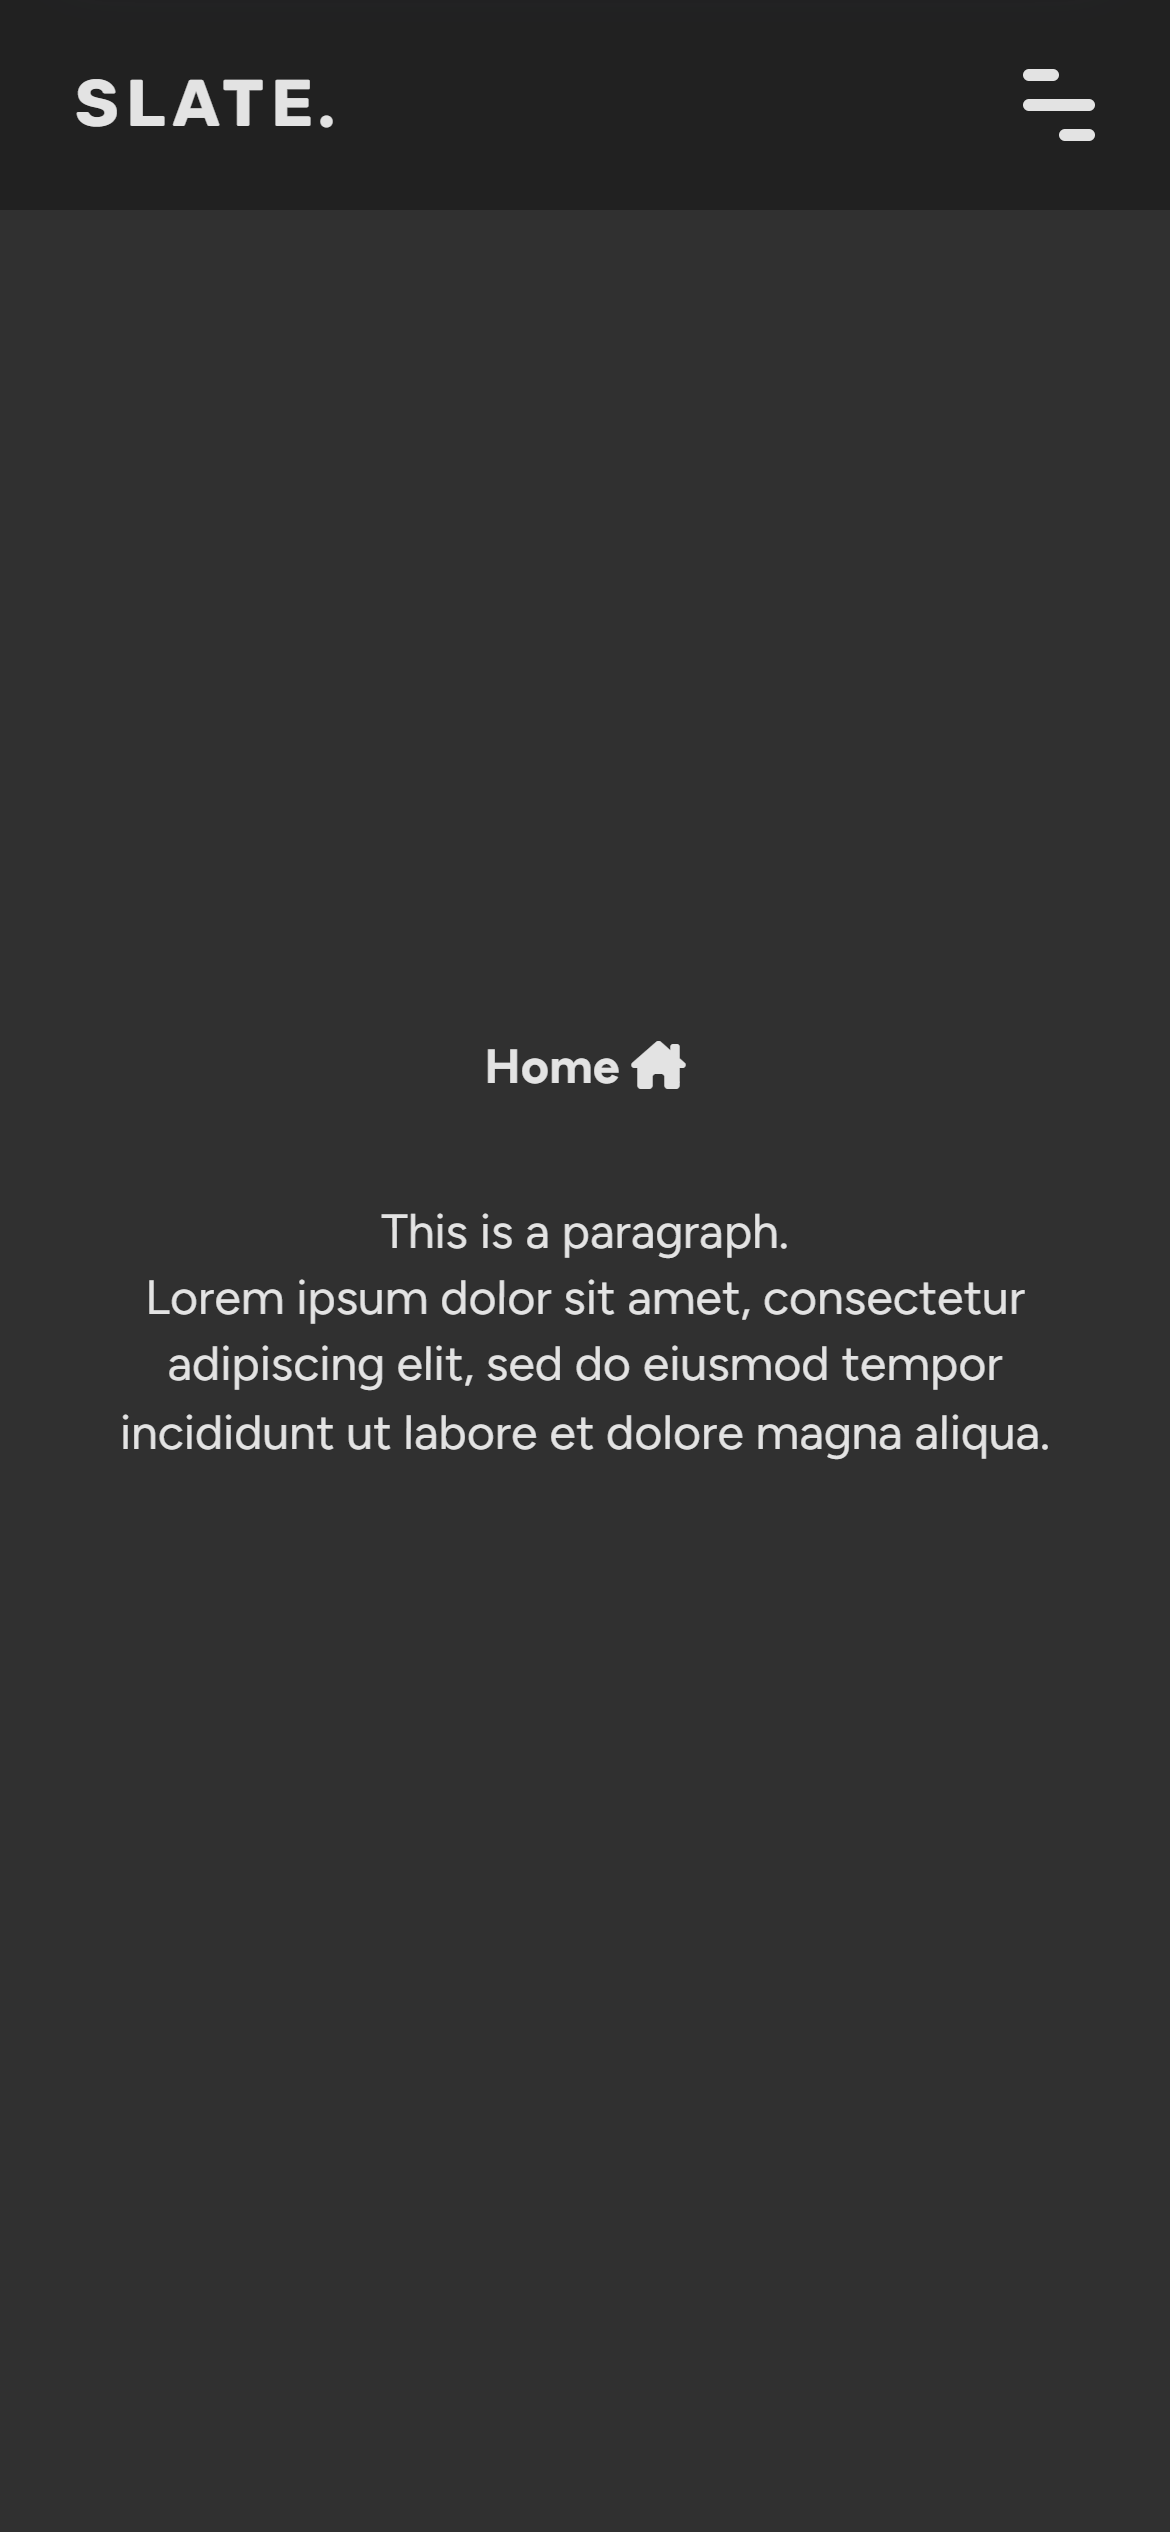 SLATE.
Home
This is a paragraph.
Lorem ipsum dolor sit amet, consectetur
adipiscing elit, sed do eiusmod tempor
incididunt ut labore et dolore magna aliqua.